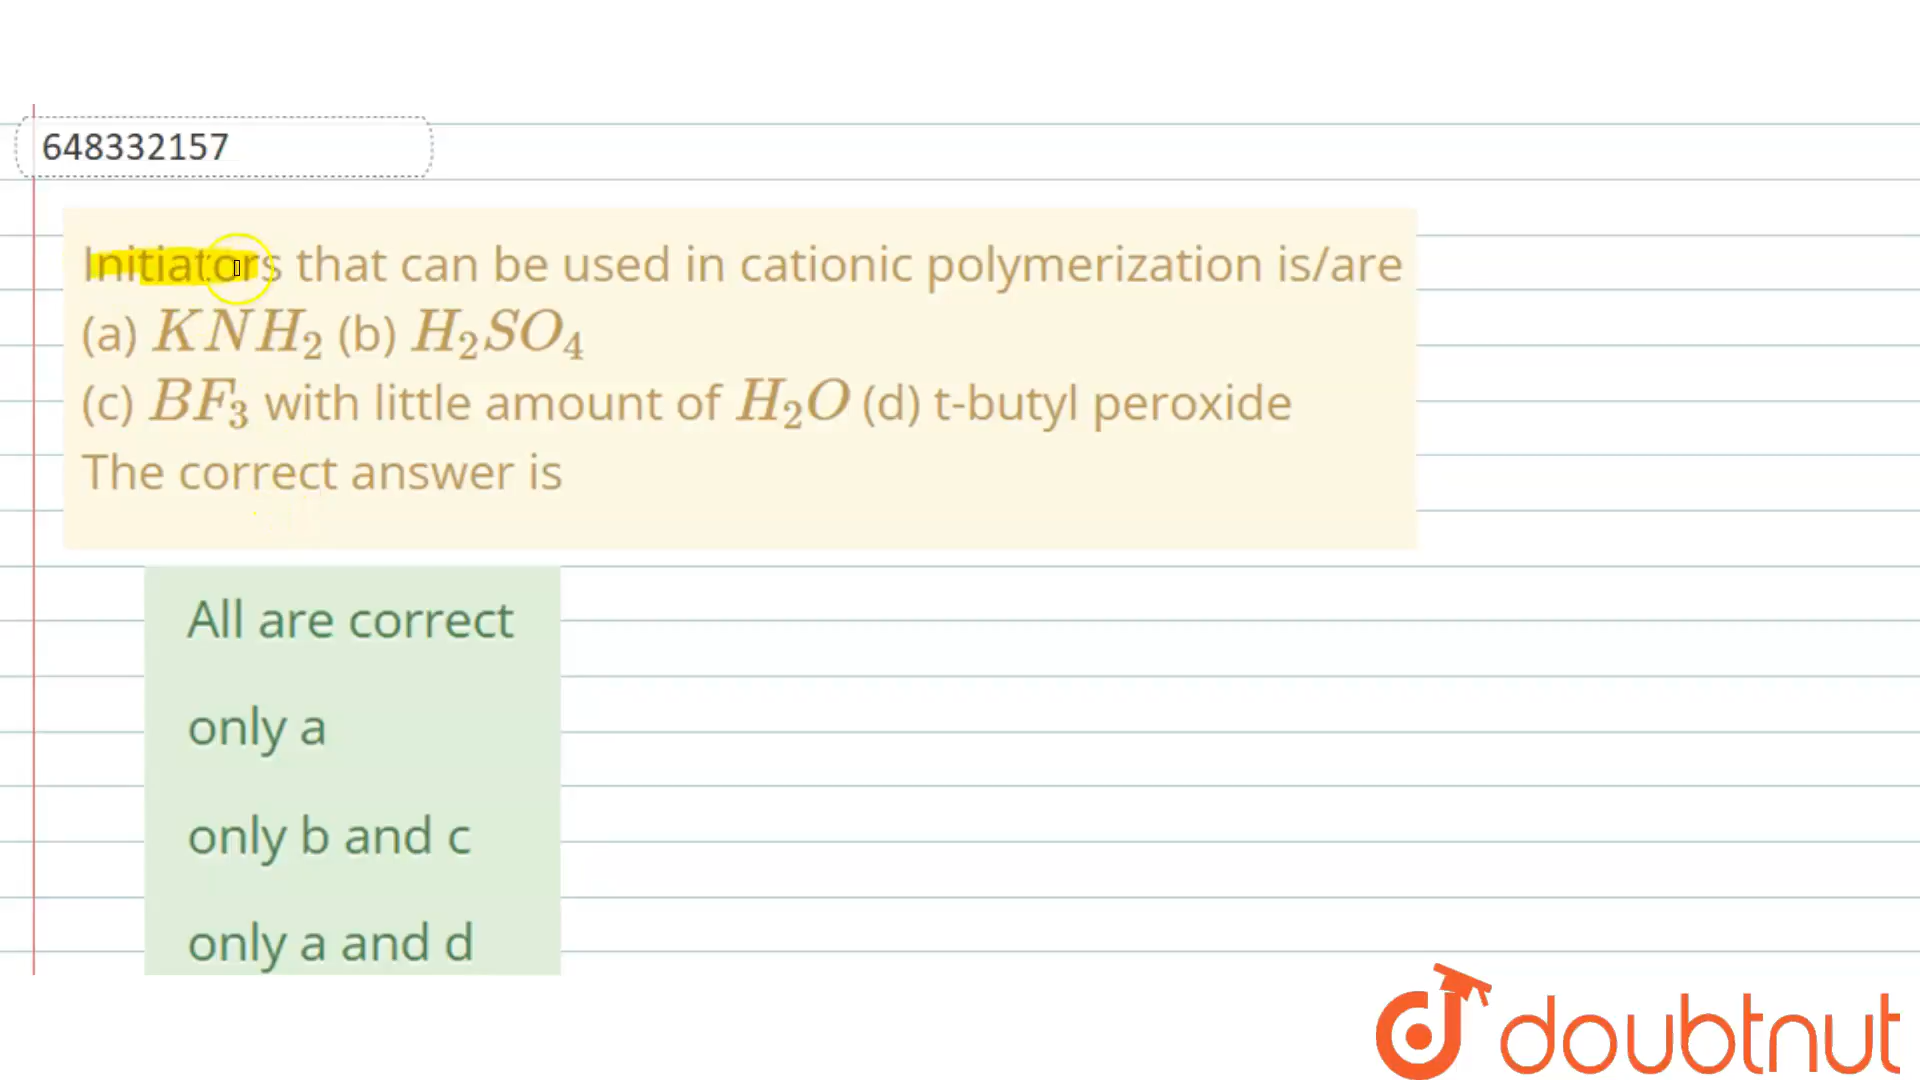 648332157
Initiators that can be used in cationic polymerization is/are
(a) KNH₂ (b) H₂SO₄
(c) BF₃ with little amount of H₂O (d) t-butyl peroxide
The correct answer is
All are correct
only a
only b and c
only a and d
doubtnut